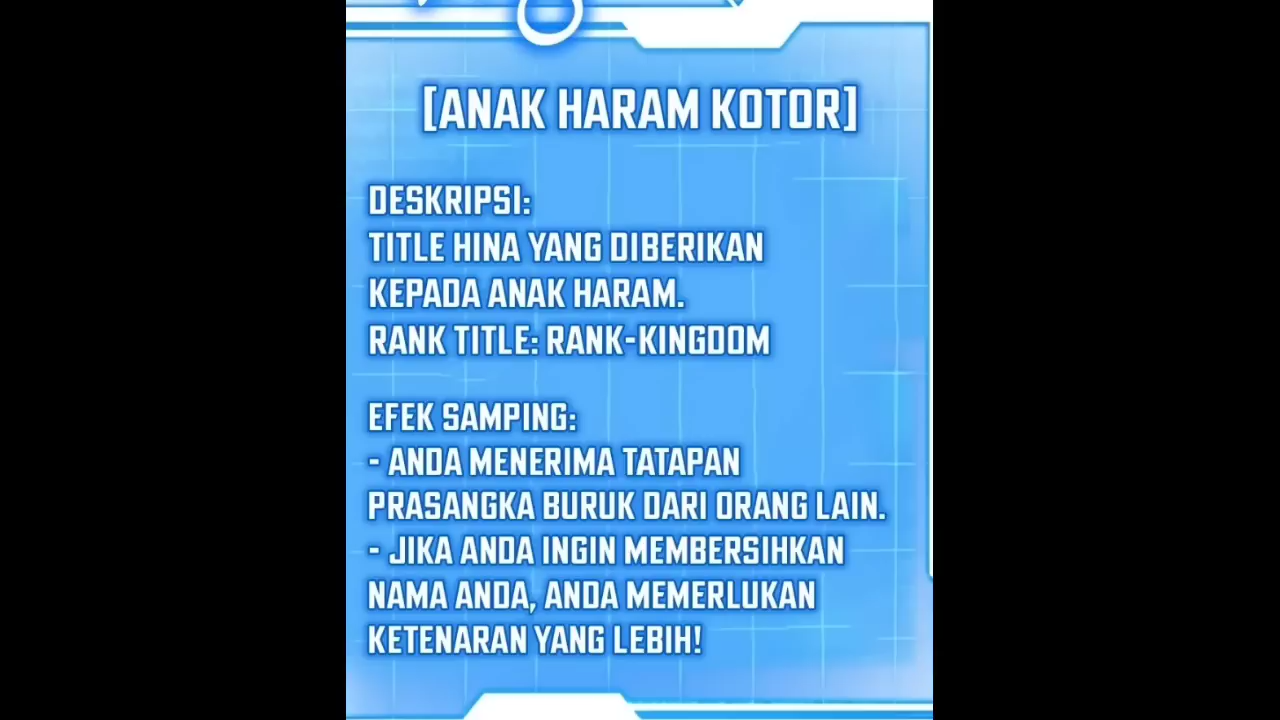 [ANAK HARAM KOTOR]
DESKRIPSI:
TITLE HINA YANG DIBERIKAN
KEPADA ANAK HARAM.
RANK TITLE: RANK-KINGDOM
EFEK SAMPING:
- ANDA MENERIMA TATAPAN
PRASANGKA BURUK DARI ORANG LAIN.
- JIKA ANDA INGIN MEMBERSIHKAN
NAMA ANDA, ANDA MEMERLUKAN
KETENARAN YANG LEBIH!